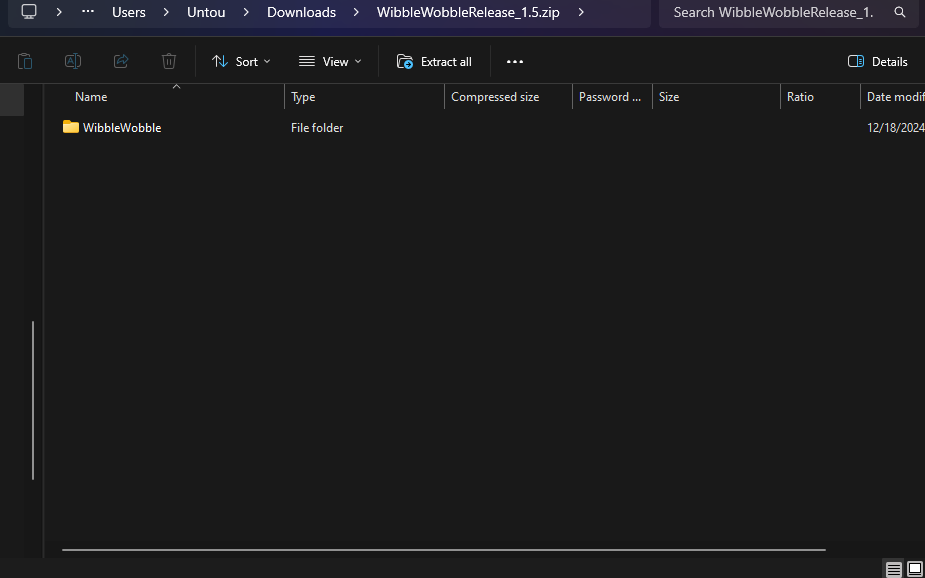 ··· Users Untou Downloads WibbleWobbleRelease_1.5.zip Search WibbleWobbleRelease_1.
Sort View Extract all ··· Details
Name Type Compressed size Password ... Size Ratio Date modif
WibbleWobble File folder 12/18/2024